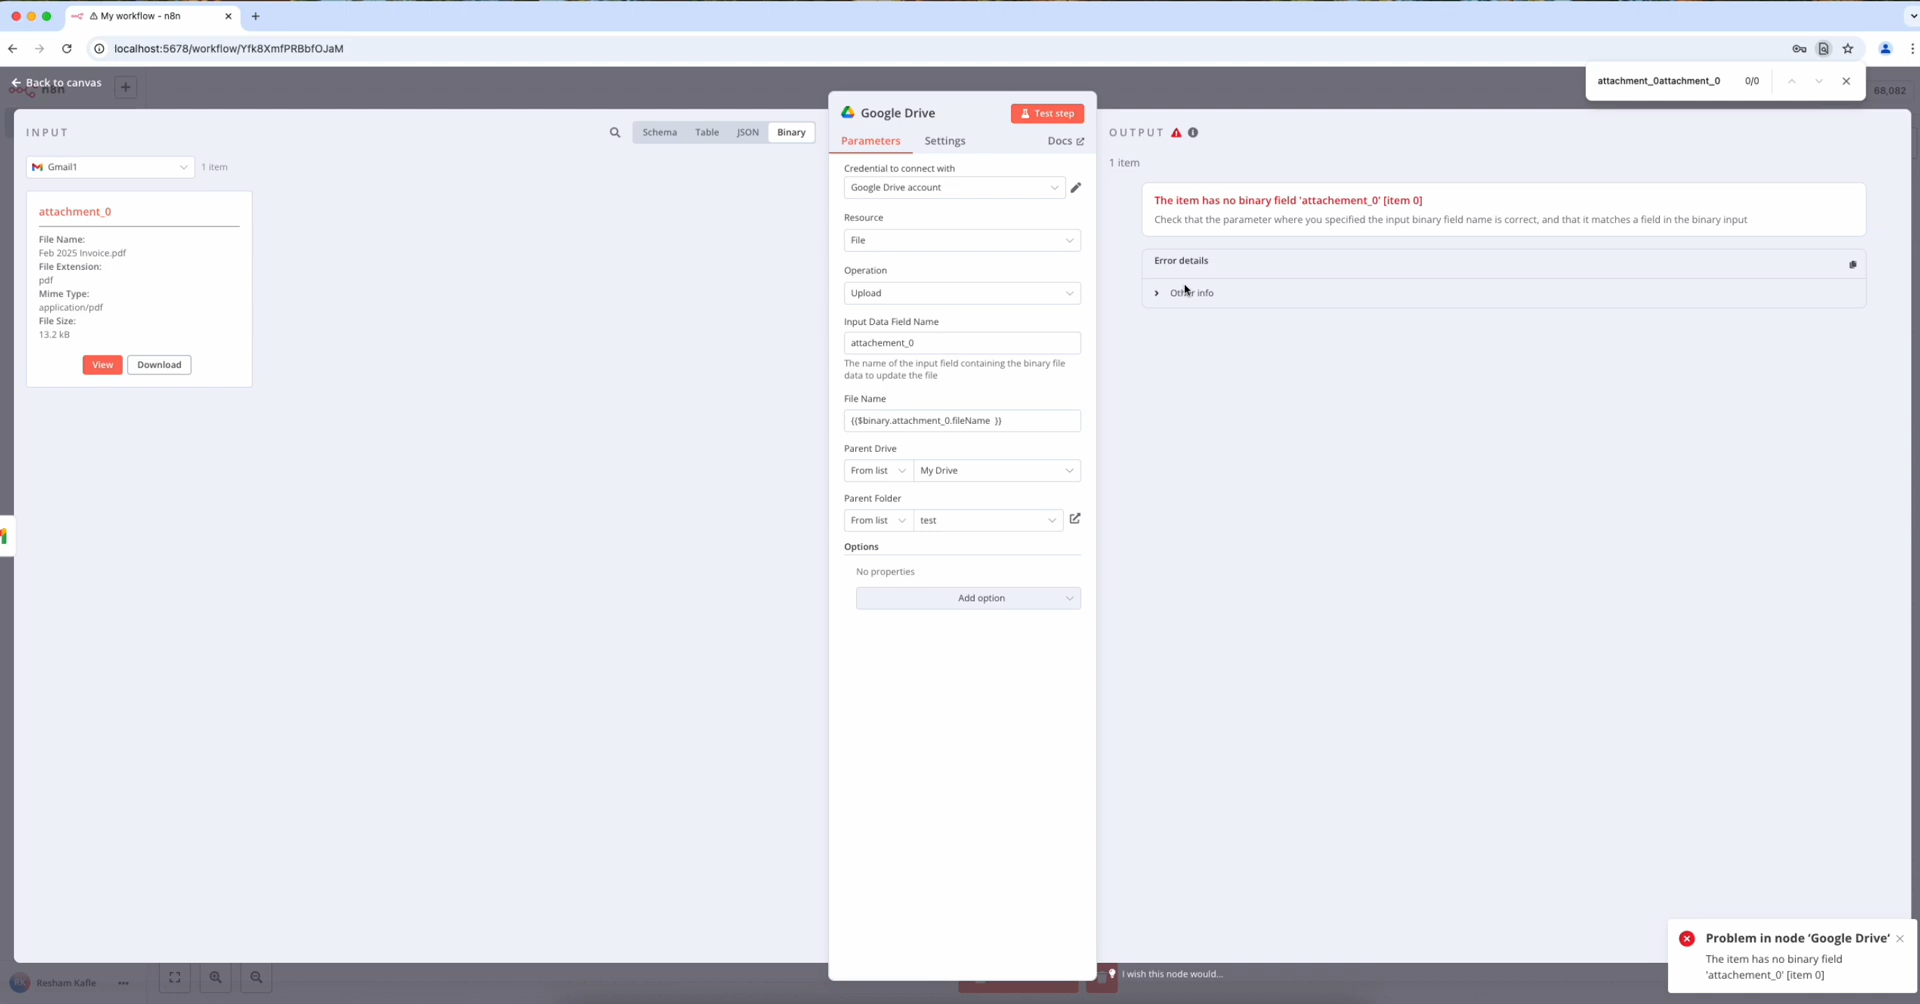 My workflow - n8n
localhost:5678/workflow/Yfk8XmfPRBbfOJaM
attachment_0attachment_0 0/0
Back to canvas
n8n
68,082
INPUT
Schema Table JSON Binary
Gmail1
1 item
attachment_0
File Name:
Feb 2025 Invoice.pdf
File Extension:
pdf
Mime Type:
application/pdf
File Size:
13.2 kB
View Download
Google Drive
Test step
Parameters Settings Docs
Credential to connect with
Google Drive account
Resource
File
Operation
Upload
Input Data Field Name
attachement_0
The name of the input field containing the binary file
data to update the file
File Name
{{$binary.attachment_0.fileName }}
Parent Drive
From list My Drive
Parent Folder
From list test
Options
No properties
Add option
OUTPUT
1 item
The item has no binary field 'attachement_0' [item 0]
Check that the parameter where you specified the input binary field name is correct, and that it matches a field in the binary input
Error details
Other info
I wish this node would...
Resham Kafle
Problem in node ‘Google Drive‘
The item has no binary field
'attachement_0' [item 0]